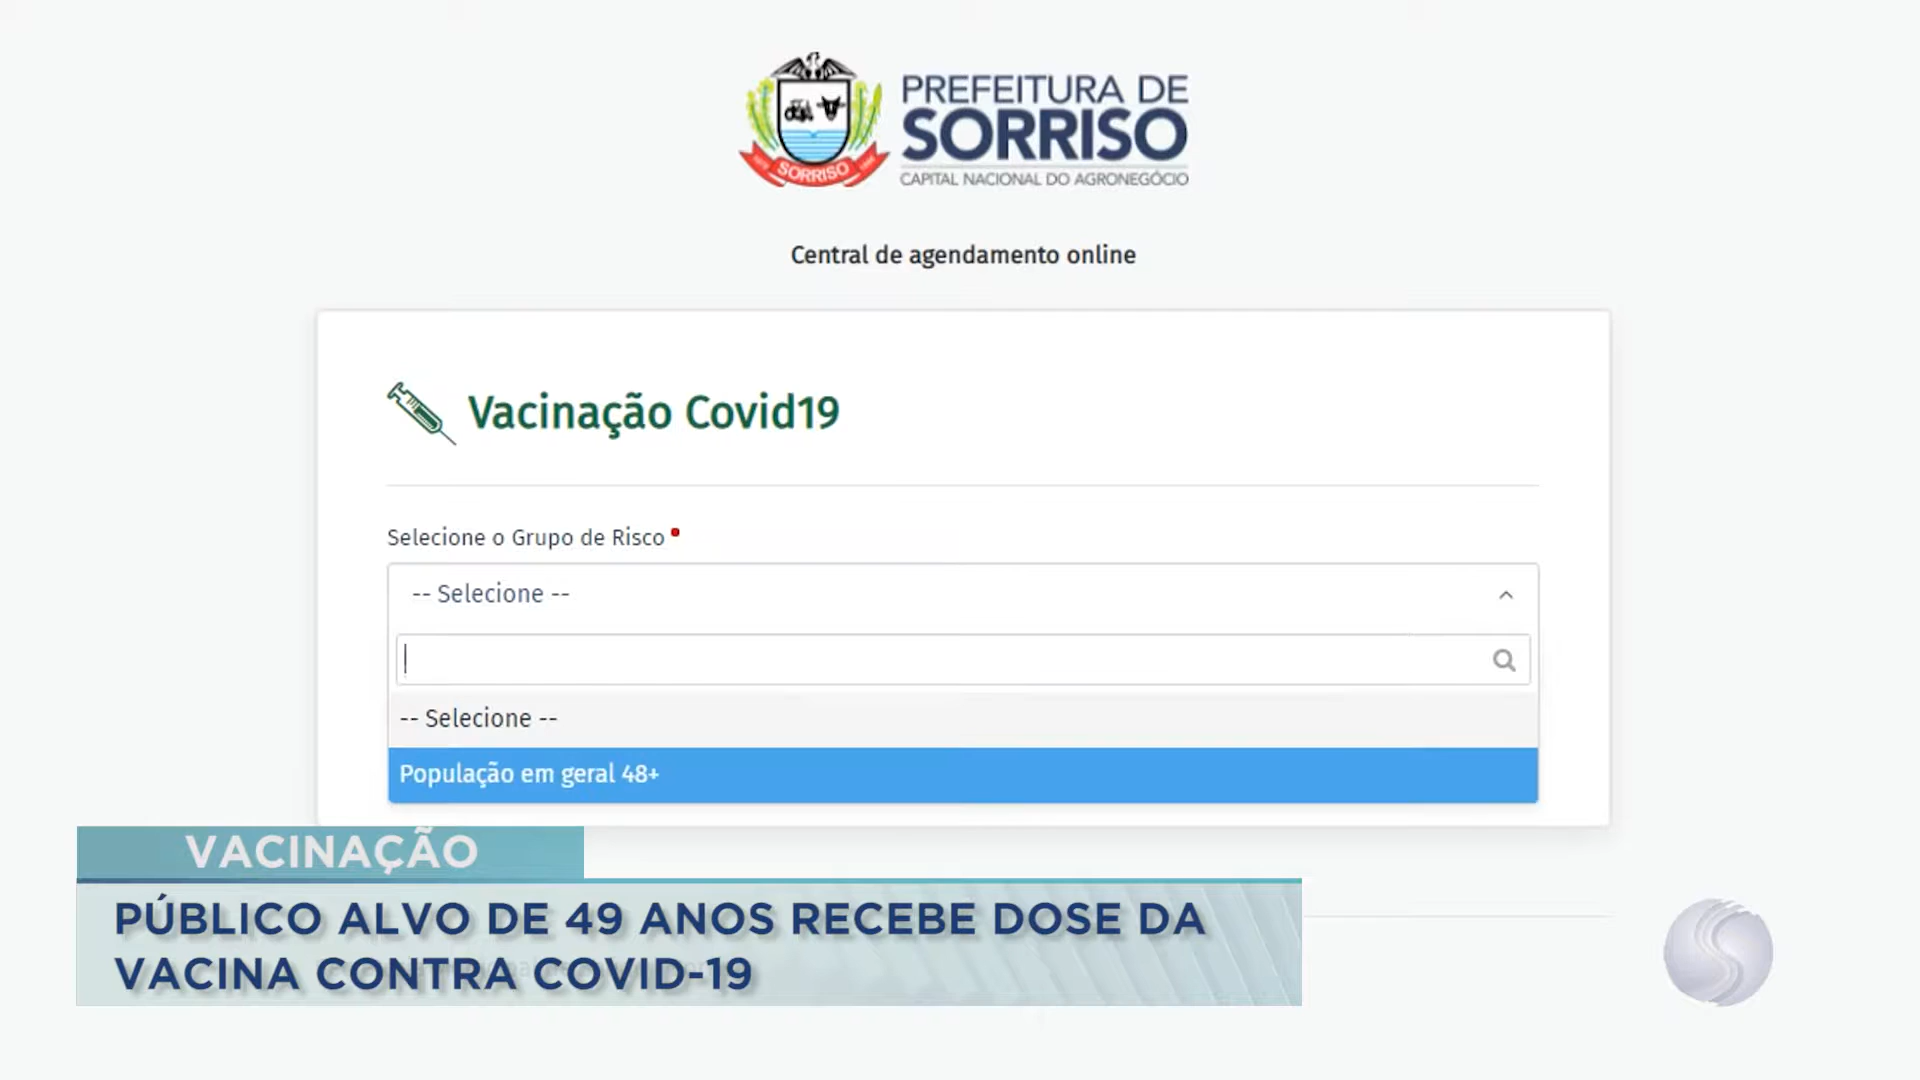 PREFEITURA DE
SORRISO
SORRISO
CAPITAL NACIONAL DO AGRONEGÓCIO
Central de agendamento online
Vacinação Covid19
Selecione o Grupo de Risco
-- Selecione --
-- Selecione --
População em geral 48+
VACINAÇÃO
PÚBLICO ALVO DE 49 ANOS RECEBE DOSE DA
VACINA CONTRA COVID-19